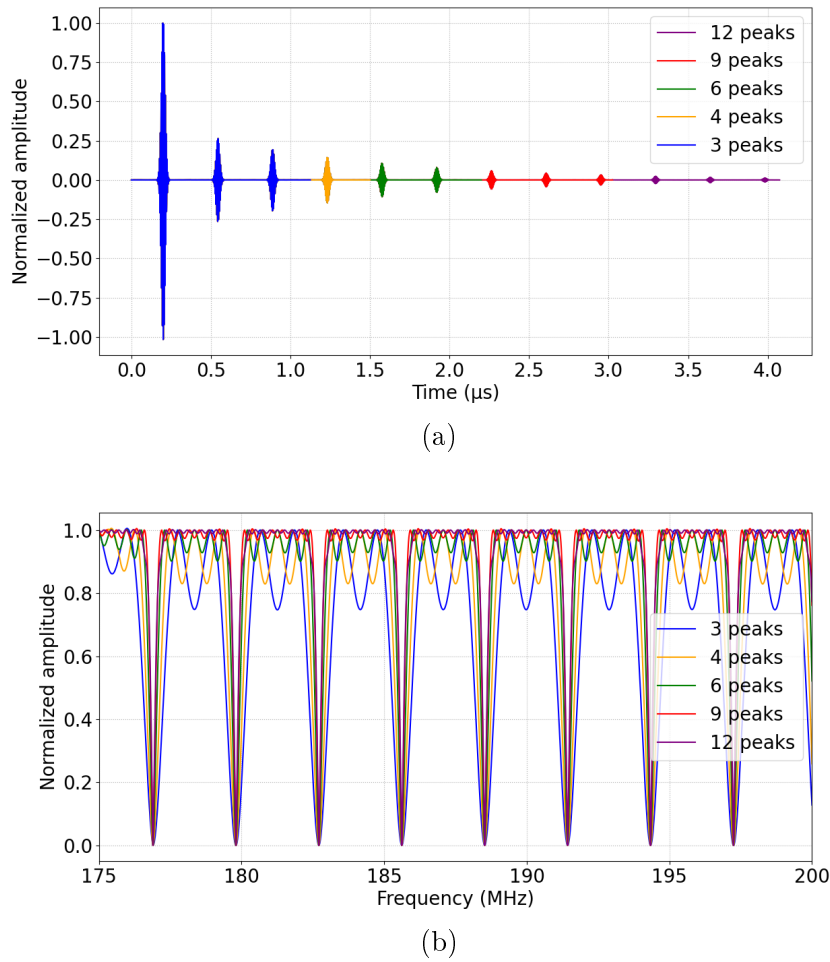 1.00
0.75
0.50
0.25
0.00
−0.25
−0.50
−0.75
−1.00
Normalized amplitude
12 peaks
9 peaks
6 peaks
4 peaks
3 peaks
0.0 0.5 1.0 1.5 2.0 2.5 3.0 3.5 4.0
Time (µs)
(a)
1.0
0.8
0.6
0.4
0.2
0.0
Normalized amplitude
3 peaks
4 peaks
6 peaks
9 peaks
12 peaks
175 180 185 190 195 200
Frequency (MHz)
(b)